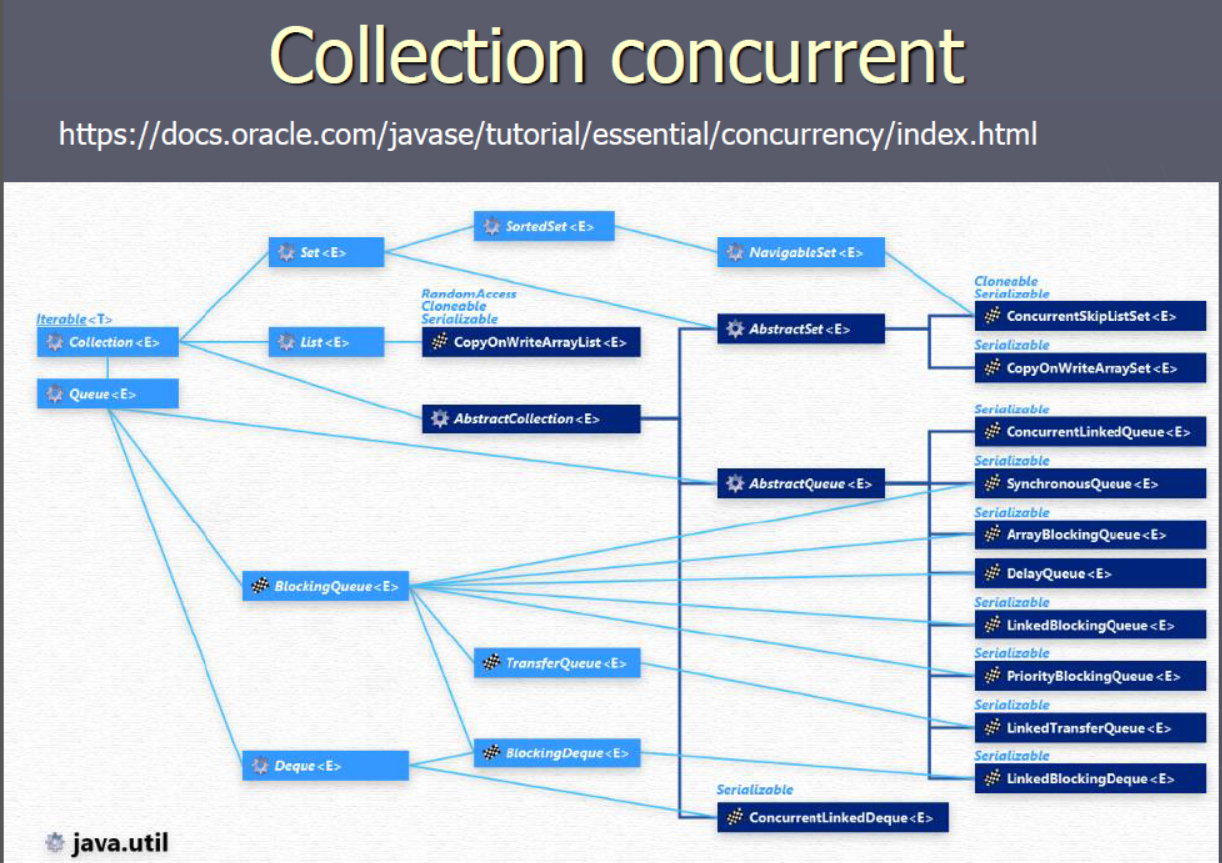 Collection concurrent
https://docs.oracle.com/javase/tutorial/essential/concurrency/index.html
SortedSet<E>
Set<E>
NavigableSet<E>
Cloneable
Serializable
ConcurrentSkipListSet<E>
RandomAccess
Cloneable
Serializable
CopyOnWriteArrayList<E>
Iterable<T>
Collection<E>
List<E>
AbstractSet<E>
Serializable
CopyOnWriteArraySet<E>
Queue<E>
AbstractCollection<E>
Serializable
ConcurrentLinkedQueue<E>
AbstractQueue<E>
Serializable
SynchronousQueue<E>
Serializable
ArrayBlockingQueue<E>
BlockingQueue<E>
DelayQueue<E>
Serializable
LinkedBlockingQueue<E>
TransferQueue<E>
Serializable
PriorityBlockingQueue<E>
Serializable
LinkedTransferQueue<E>
Deque<E>
BlockingDeque<E>
Serializable
LinkedBlockingDeque<E>
Serializable
ConcurrentLinkedDeque<E>
java.util